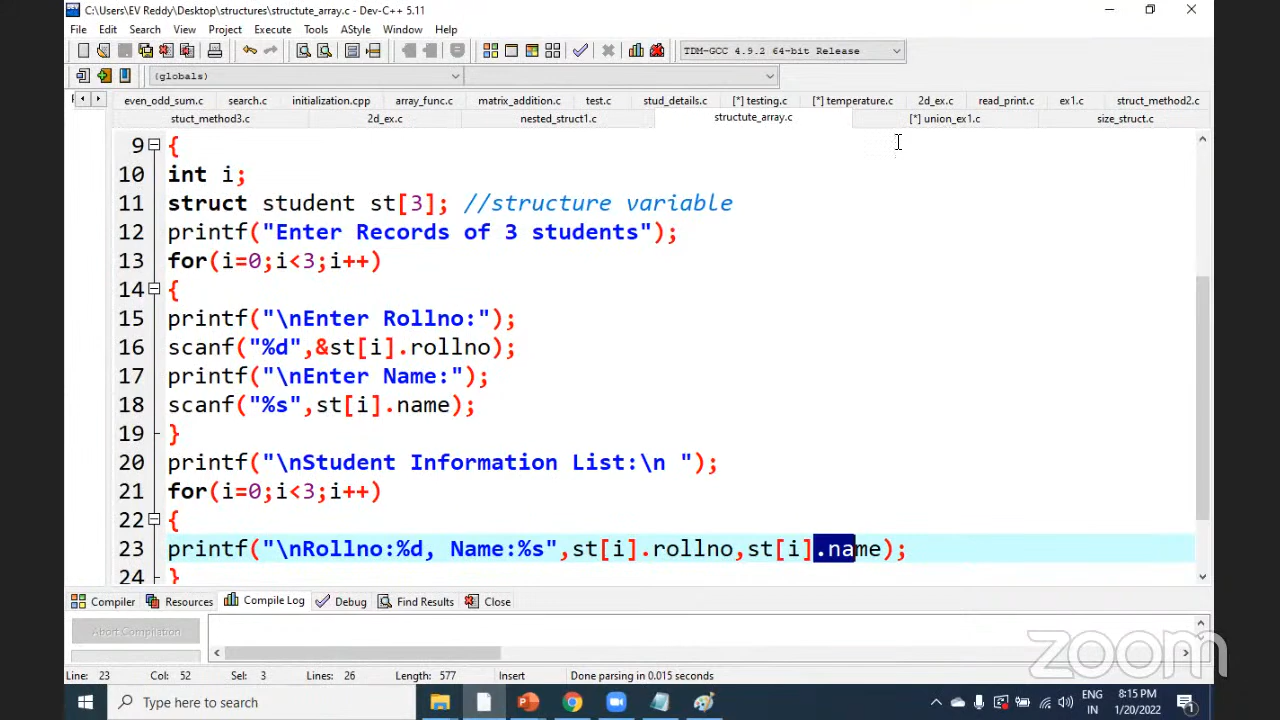 C:\Users\EV Reddy\Desktop\structures\structute_array.c - Dev-C++ 5.11
File Edit Search View Project Execute Tools AStyle Window Help
TDM-GCC 4.9.2 64-bit Release
(globals)
even_odd_sum.c search.c initialization.cpp array_func.c matrix_addition.c test.c stud_details.c [*] testing.c [*] temperature.c 2d_ex.c read_print.c ex1.c struct_method2.c
stuct_method3.c 2d_ex.c nested_struct1.c structute_array.c [*] union_ex1.c size_struct.c
9 {
10 int i;
11 struct student st[3]; //structure variable
12 printf("Enter Records of 3 students");
13 for(i=0;i<3;i++)
14 {
15 printf("\nEnter Rollno:");
16 scanf("%d",&st[i].rollno);
17 printf("\nEnter Name:");
18 scanf("%s",st[i].name);
19 }
20 printf("\nStudent Information List:\n ");
21 for(i=0;i<3;i++)
22 {
23 printf("\nRollno:%d, Name:%s",st[i].rollno,st[i].name);
24 }
Compiler Resources Compile Log Debug Find Results Close
Abort Compilation
zoom
Line: 23 Col: 52 Sel: 3 Lines: 26 Length: 577 Insert Done parsing in 0.015 seconds
Type here to search
ENG
IN
8:15 PM
1/20/2022
1